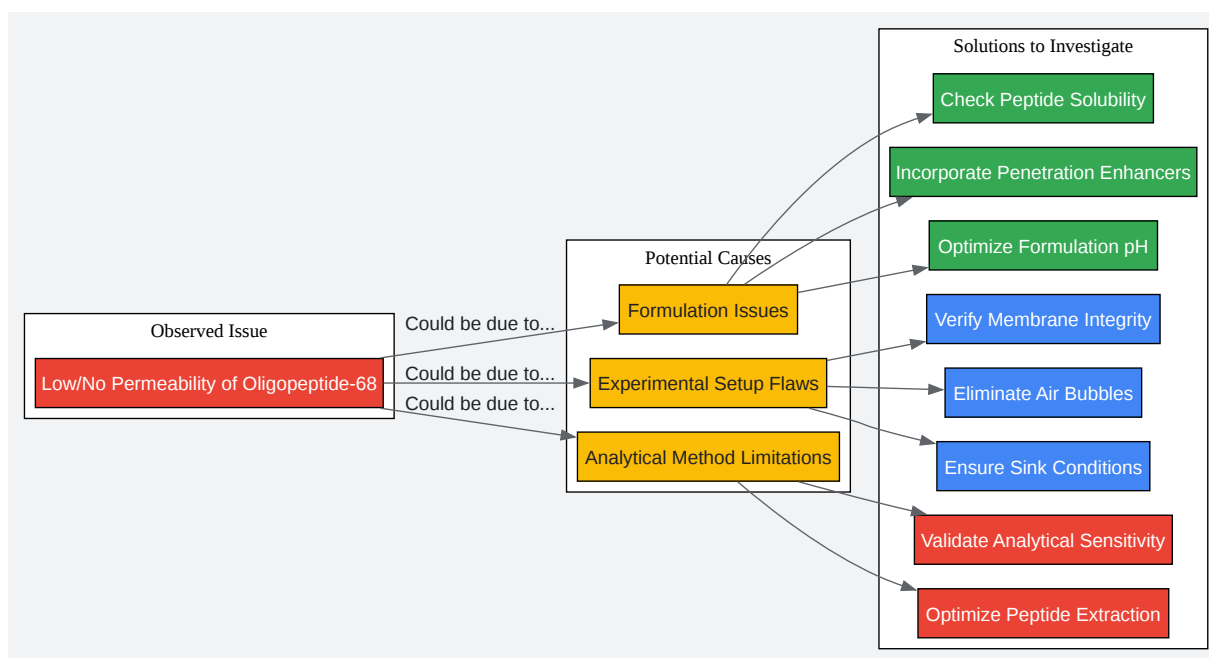 Observed Issue
Low/No Permeability of Oligopeptide-68
Could be due to...
Could be due to...
Could be due to...
Potential Causes
Formulation Issues
Experimental Setup Flaws
Analytical Method Limitations
Solutions to Investigate
Check Peptide Solubility
Incorporate Penetration Enhancers
Optimize Formulation pH
Verify Membrane Integrity
Eliminate Air Bubbles
Ensure Sink Conditions
Validate Analytical Sensitivity
Optimize Peptide Extraction